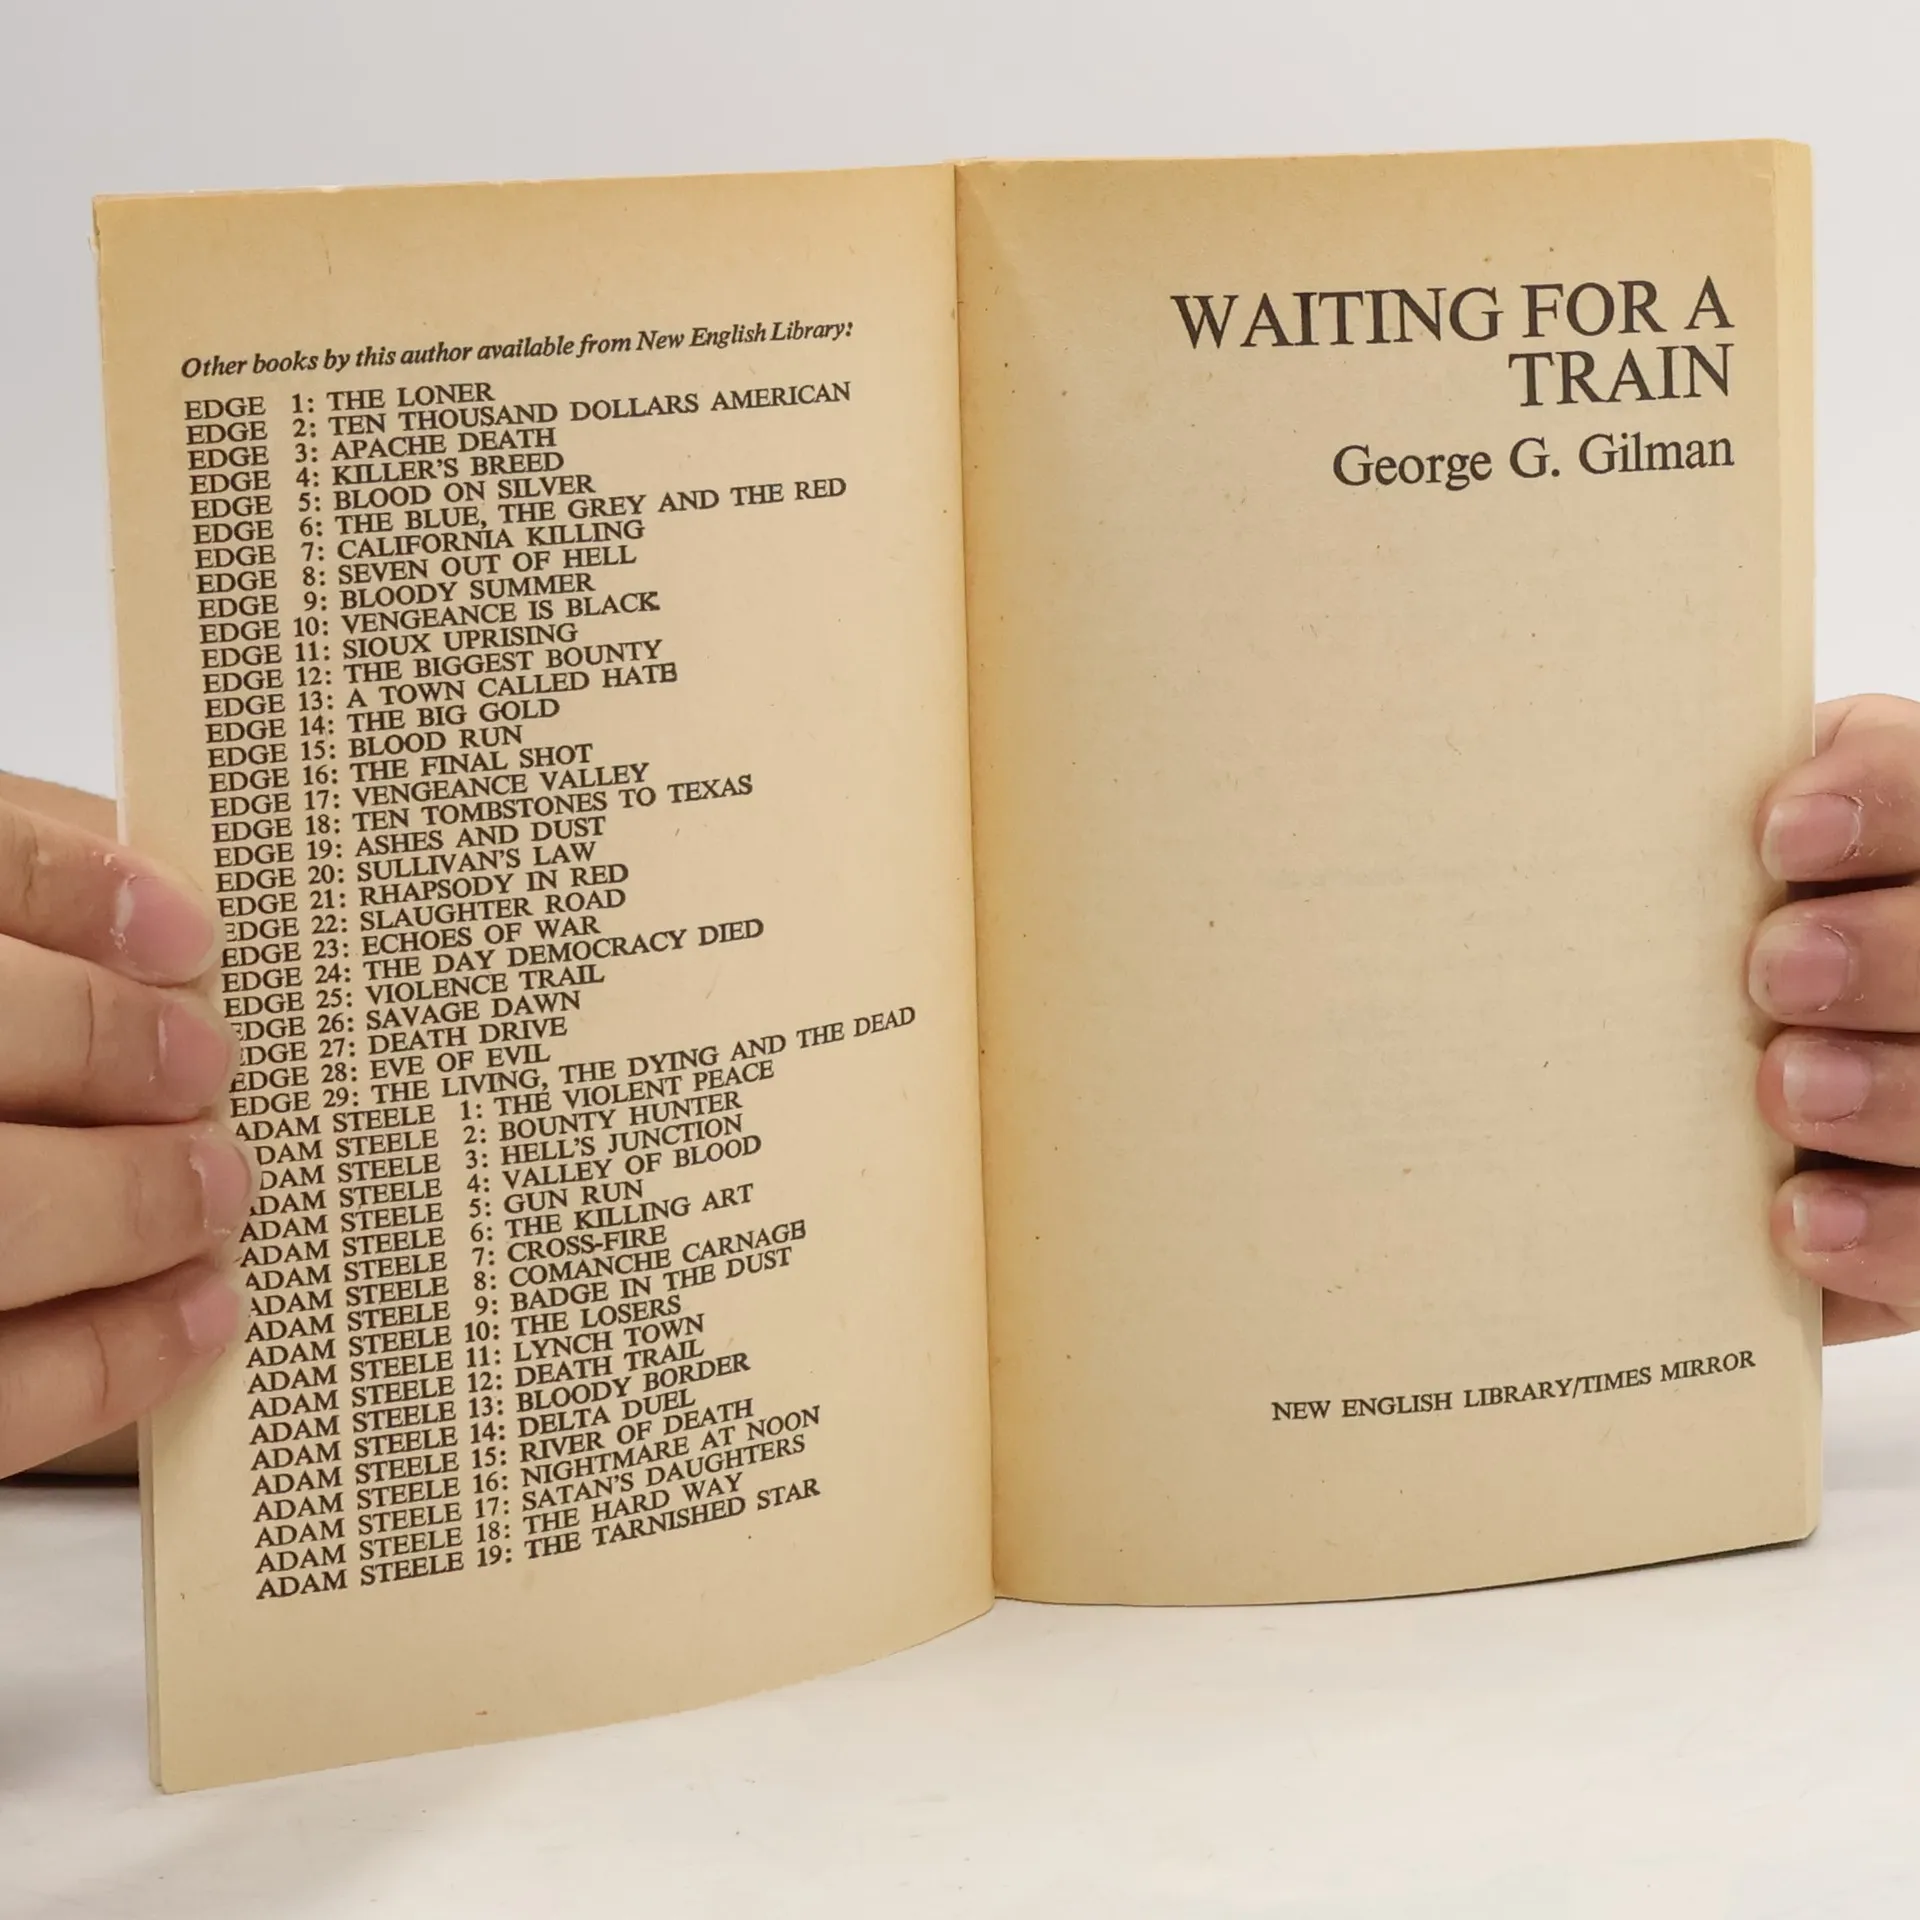 Other books by this author available from New English Library:
EDGE 1: THE LONER
EDGE 2: TEN THOUSAND DOLLARS AMERICAN
EDGE 3: APACHE DEATH
EDGE 4: KILLER'S BREED
EDGE 5: BLOOD ON SILVER
EDGE 6: THE BLUE, THE GREY AND THE RED
EDGE 7: CALIFORNIA KILLING
EDGE 8: SEVEN OUT OF HELL
EDGE 9: BLOODY SUMMER
EDGE 10: VENGEANCE IS BLACK
EDGE 11: SIOUX UPRISING
EDGE 12: THE BIGGEST BOUNTY
EDGE 13: A TOWN CALLED HATE
EDGE 14: THE BIG GOLD
EDGE 15: BLOOD RUN
EDGE 16: THE FINAL SHOT
EDGE 17: VENGEANCE VALLEY
EDGE 18: TEN TOMBSTONES TO TEXAS
EDGE 19: ASHES AND DUST
EDGE 20: SULLIVAN'S LAW
EDGE 21: RHAPSODY IN RED
EDGE 22: SLAUGHTER ROAD
EDGE 23: ECHOES OF WAR
EDGE 24: THE DAY DEMOCRACY DIED
EDGE 25: VIOLENCE TRAIL
EDGE 26: SAVAGE DAWN
EDGE 27: DEATH DRIVE
EDGE 28: EVE OF EVIL
EDGE 29: THE LIVING, THE DYING AND THE DEAD
ADAM STEELE 1: THE VIOLENT PEACE
ADAM STEELE 2: BOUNTY HUNTER
ADAM STEELE 3: HELL'S JUNCTION
ADAM STEELE 4: VALLEY OF BLOOD
ADAM STEELE 5: GUN RUN
ADAM STEELE 6: THE KILLING ART
ADAM STEELE 7: CROSS-FIRE
ADAM STEELE 8: COMANCHE CARNAGE
ADAM STEELE 9: BADGE IN THE DUST
ADAM STEELE 10: THE LOSERS
ADAM STEELE 11: LYNCH TOWN
ADAM STEELE 12: DEATH TRAIL
ADAM STEELE 13: BLOODY BORDER
ADAM STEELE 14: DELTA DUEL
ADAM STEELE 15: RIVER OF DEATH
ADAM STEELE 16: NIGHTMARE AT NOON
ADAM STEELE 17: SATAN'S DAUGHTERS
ADAM STEELE 18: THE HARD WAY
ADAM STEELE 19: THE TARNISHED STAR
WAITING FOR A
TRAIN
George G. Gilman
NEW ENGLISH LIBRARY/TIMES MIRROR